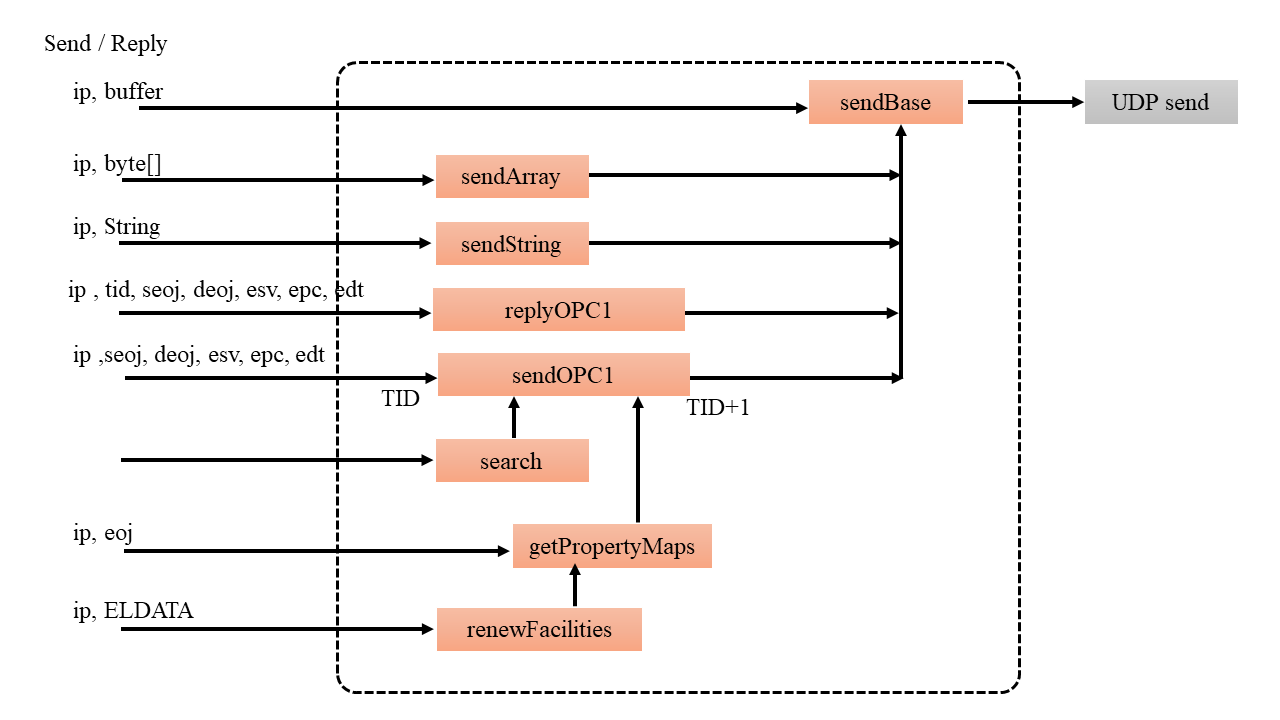 Send / Reply
ip, buffer
sendBase
UDP send
ip, byte[]
sendArray
ip, String
sendString
ip , tid, seoj, deoj, esv, epc, edt
replyOPC1
ip ,seoj, deoj, esv, epc, edt
sendOPC1
TID
TID+1
search
ip, eoj
getPropertyMaps
ip, ELDATA
renewFacilities